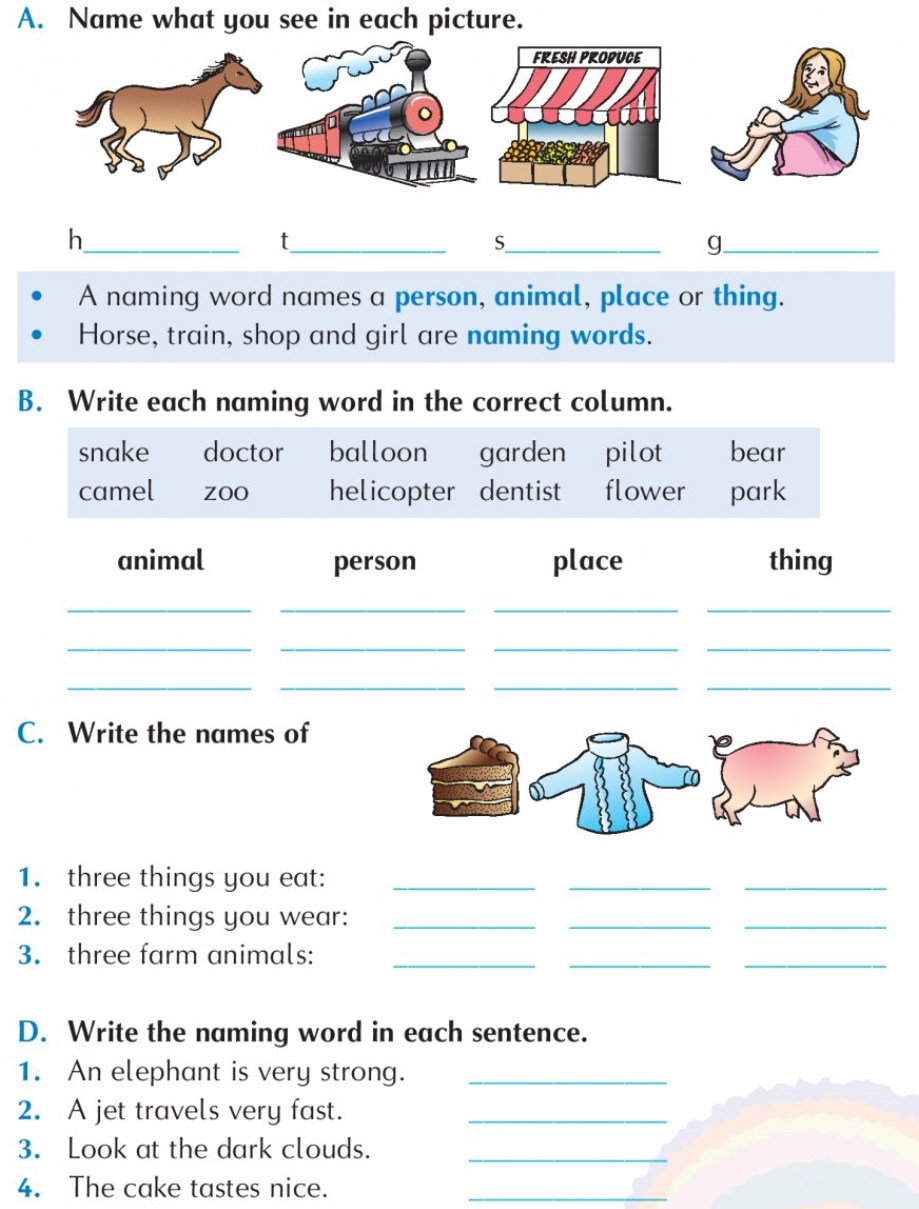 A. Name what you see in each picture.
FRESH PRODUCE
h___________ t___________ s___________ g___________
• A naming word names a person, animal, place or thing.
• Horse, train, shop and girl are naming words.
B. Write each naming word in the correct column.
snake doctor balloon garden pilot bear
camel zoo helicopter dentist flower park
animal person place thing
C. Write the names of
1. three things you eat:
2. three things you wear:
3. three farm animals:
D. Write the naming word in each sentence.
1. An elephant is very strong.
2. A jet travels very fast.
3. Look at the dark clouds.
4. The cake tastes nice.